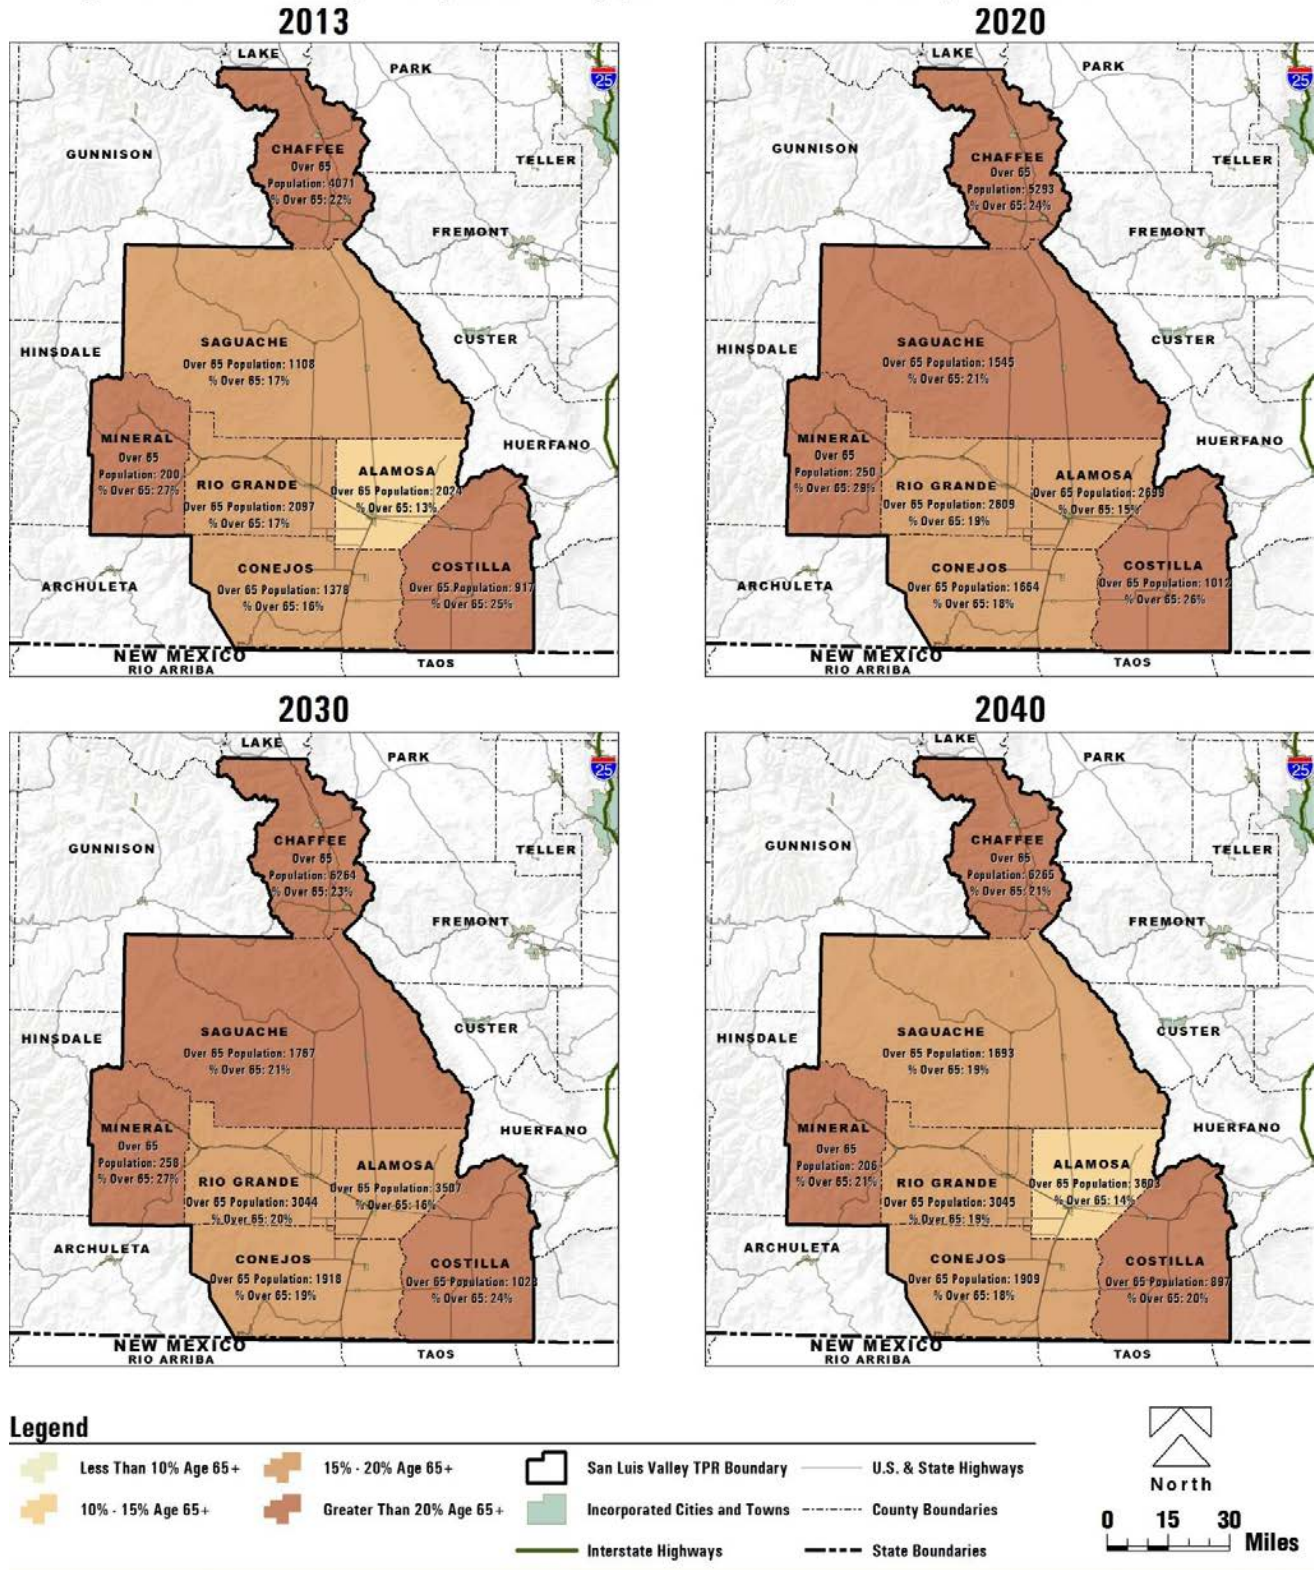 2013
LAKE
PARK
25
GUNNISON
TELLER
CHAFFEE
Over 65
Population: 4071
% Over 65: 22%
FREMONT
SAGUACHE
Over 65 Population: 1108
% Over 65: 17%
CUSTER
HINSDALE
MINERAL
Over 65
Population: 200
% Over 65: 27%
HUERFANO
ALAMOSA
Over 65 Population: 2024
% Over 65: 13%
RIO GRANDE
Over 65 Population: 2097
% Over 65: 17%
CONEJOS
Over 65 Population: 1378
% Over 65: 16%
COSTILLA
Over 65 Population: 917
% Over 65: 25%
ARCHULETA
NEW MEXICO
RIO ARRIBA
TAOS
2020
LAKE
PARK
25
GUNNISON
TELLER
CHAFFEE
Over 65
Population: 5293
% Over 65: 24%
FREMONT
SAGUACHE
Over 65 Population: 1545
% Over 65: 21%
CUSTER
HINSDALE
MINERAL
Over 65
Population: 250
% Over 65: 29%
HUERFANO
ALAMOSA
Over 65 Population: 2699
% Over 65: 15%
RIO GRANDE
Over 65 Population: 2609
% Over 65: 19%
CONEJOS
Over 65 Population: 1664
% Over 65: 18%
COSTILLA
Over 65 Population: 1012
% Over 65: 26%
ARCHULETA
NEW MEXICO
RIO ARRIBA
TAOS
2030
LAKE
PARK
25
GUNNISON
TELLER
CHAFFEE
Over 65
Population: 6264
% Over 65: 23%
FREMONT
SAGUACHE
Over 65 Population: 1767
% Over 65: 21%
CUSTER
HINSDALE
MINERAL
Over 65
Population: 258
% Over 65: 27%
HUERFANO
ALAMOSA
Over 65 Population: 3507
% Over 65: 16%
RIO GRANDE
Over 65 Population: 3044
% Over 65: 20%
CONEJOS
Over 65 Population: 1918
% Over 65: 19%
COSTILLA
Over 65 Population: 1023
% Over 65: 24%
ARCHULETA
NEW MEXICO
RIO ARRIBA
TAOS
2040
LAKE
PARK
25
GUNNISON
TELLER
CHAFFEE
Over 65
Population: 6265
% Over 65: 21%
FREMONT
SAGUACHE
Over 65 Population: 1693
% Over 65: 19%
CUSTER
HINSDALE
MINERAL
Over 65
Population: 206
% Over 65: 21%
HUERFANO
ALAMOSA
Over 65 Population: 3603
% Over 65: 14%
RIO GRANDE
Over 65 Population: 3045
% Over 65: 19%
CONEJOS
Over 65 Population: 1909
% Over 65: 18%
COSTILLA
Over 65 Population: 897
% Over 65: 20%
ARCHULETA
NEW MEXICO
RIO ARRIBA
TAOS
Legend
Less Than 10% Age 65+
15% - 20% Age 65+
San Luis Valley TPR Boundary
U.S. & State Highways
10% - 15% Age 65+
Greater Than 20% Age 65+
Incorporated Cities and Towns
County Boundaries
Interstate Highways
State Boundaries
North
0 15 30
Miles